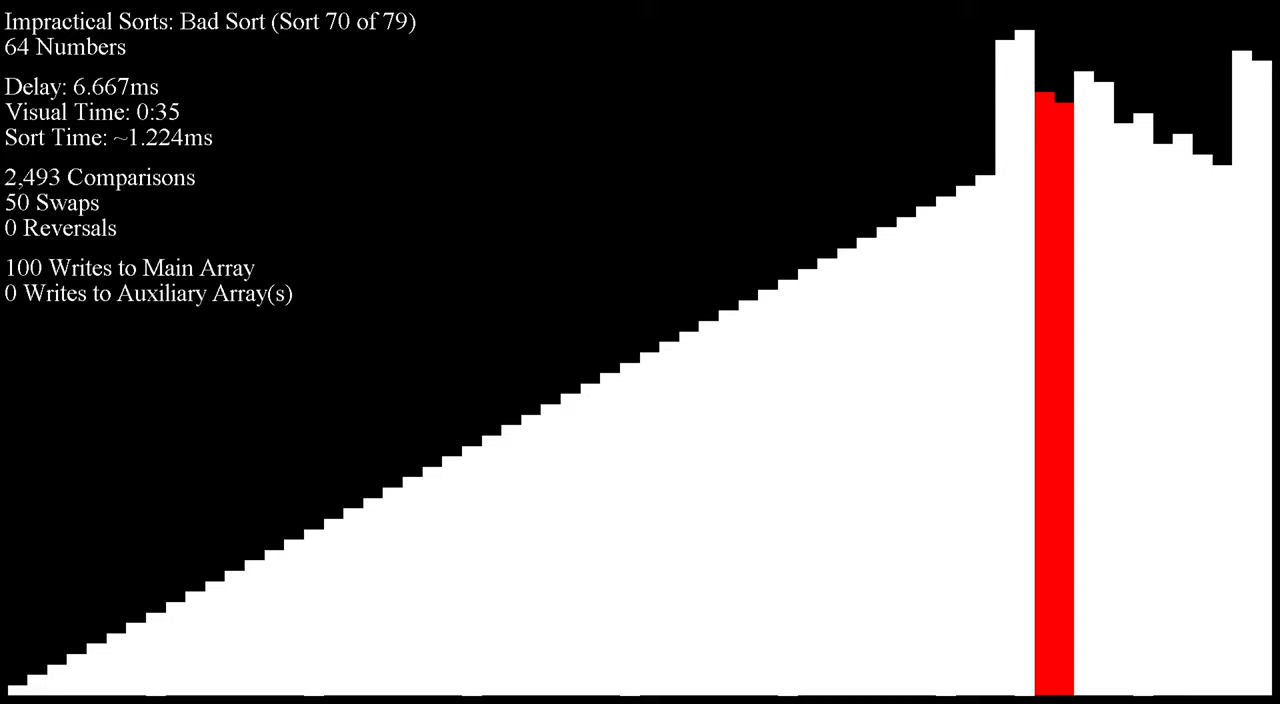 Impractical Sorts: Bad Sort (Sort 70 of 79)
64 Numbers
Delay: 6.667ms
Visual Time: 0:35
Sort Time: ~1.224ms
2,493 Comparisons
50 Swaps
0 Reversals
100 Writes to Main Array
0 Writes to Auxiliary Array(s)